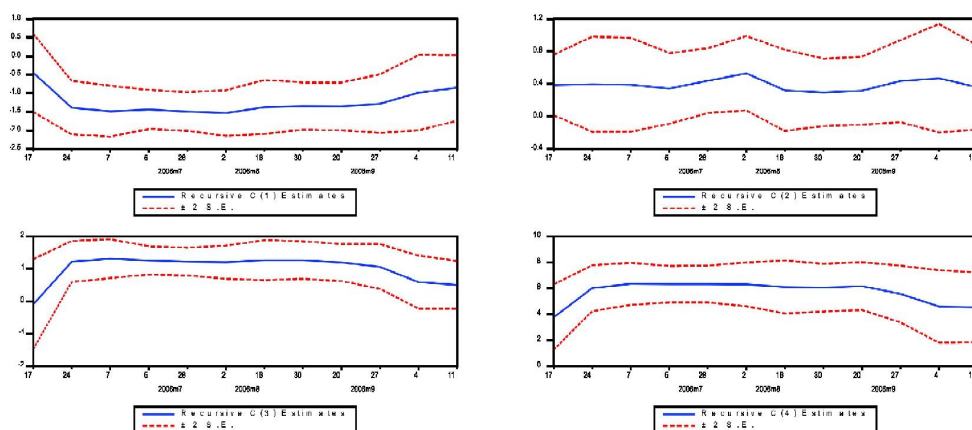 1.0
0.5
0.0
-0.5
-1.0
-1.5
-2.0
-2.5
17 24 7 6 28 2 18 30 20 27 4 11
2006m7 2006m8 2006m9
Recursive C(1) Estimates
± 2 S.E.
1.2
0.8
0.4
0.0
-0.4
17 24 7 6 28 2 18 30 20 27 4 1
2006m7 2006m8 2006m9
Recursive C(2) Estimates
± 2 S.E.
2
1
0
-1
-2
17 24 7 6 28 2 18 30 20 27 4 11
2006m7 2006m8 2006m9
Recursive C(3) Estimates
± 2 S.E.
10
8
6
4
2
0
17 24 7 6 28 2 18 30 20 27 4 1
2006m7 2006m8 2006m9
Recursive C(4) Estimates
± 2 S.E.